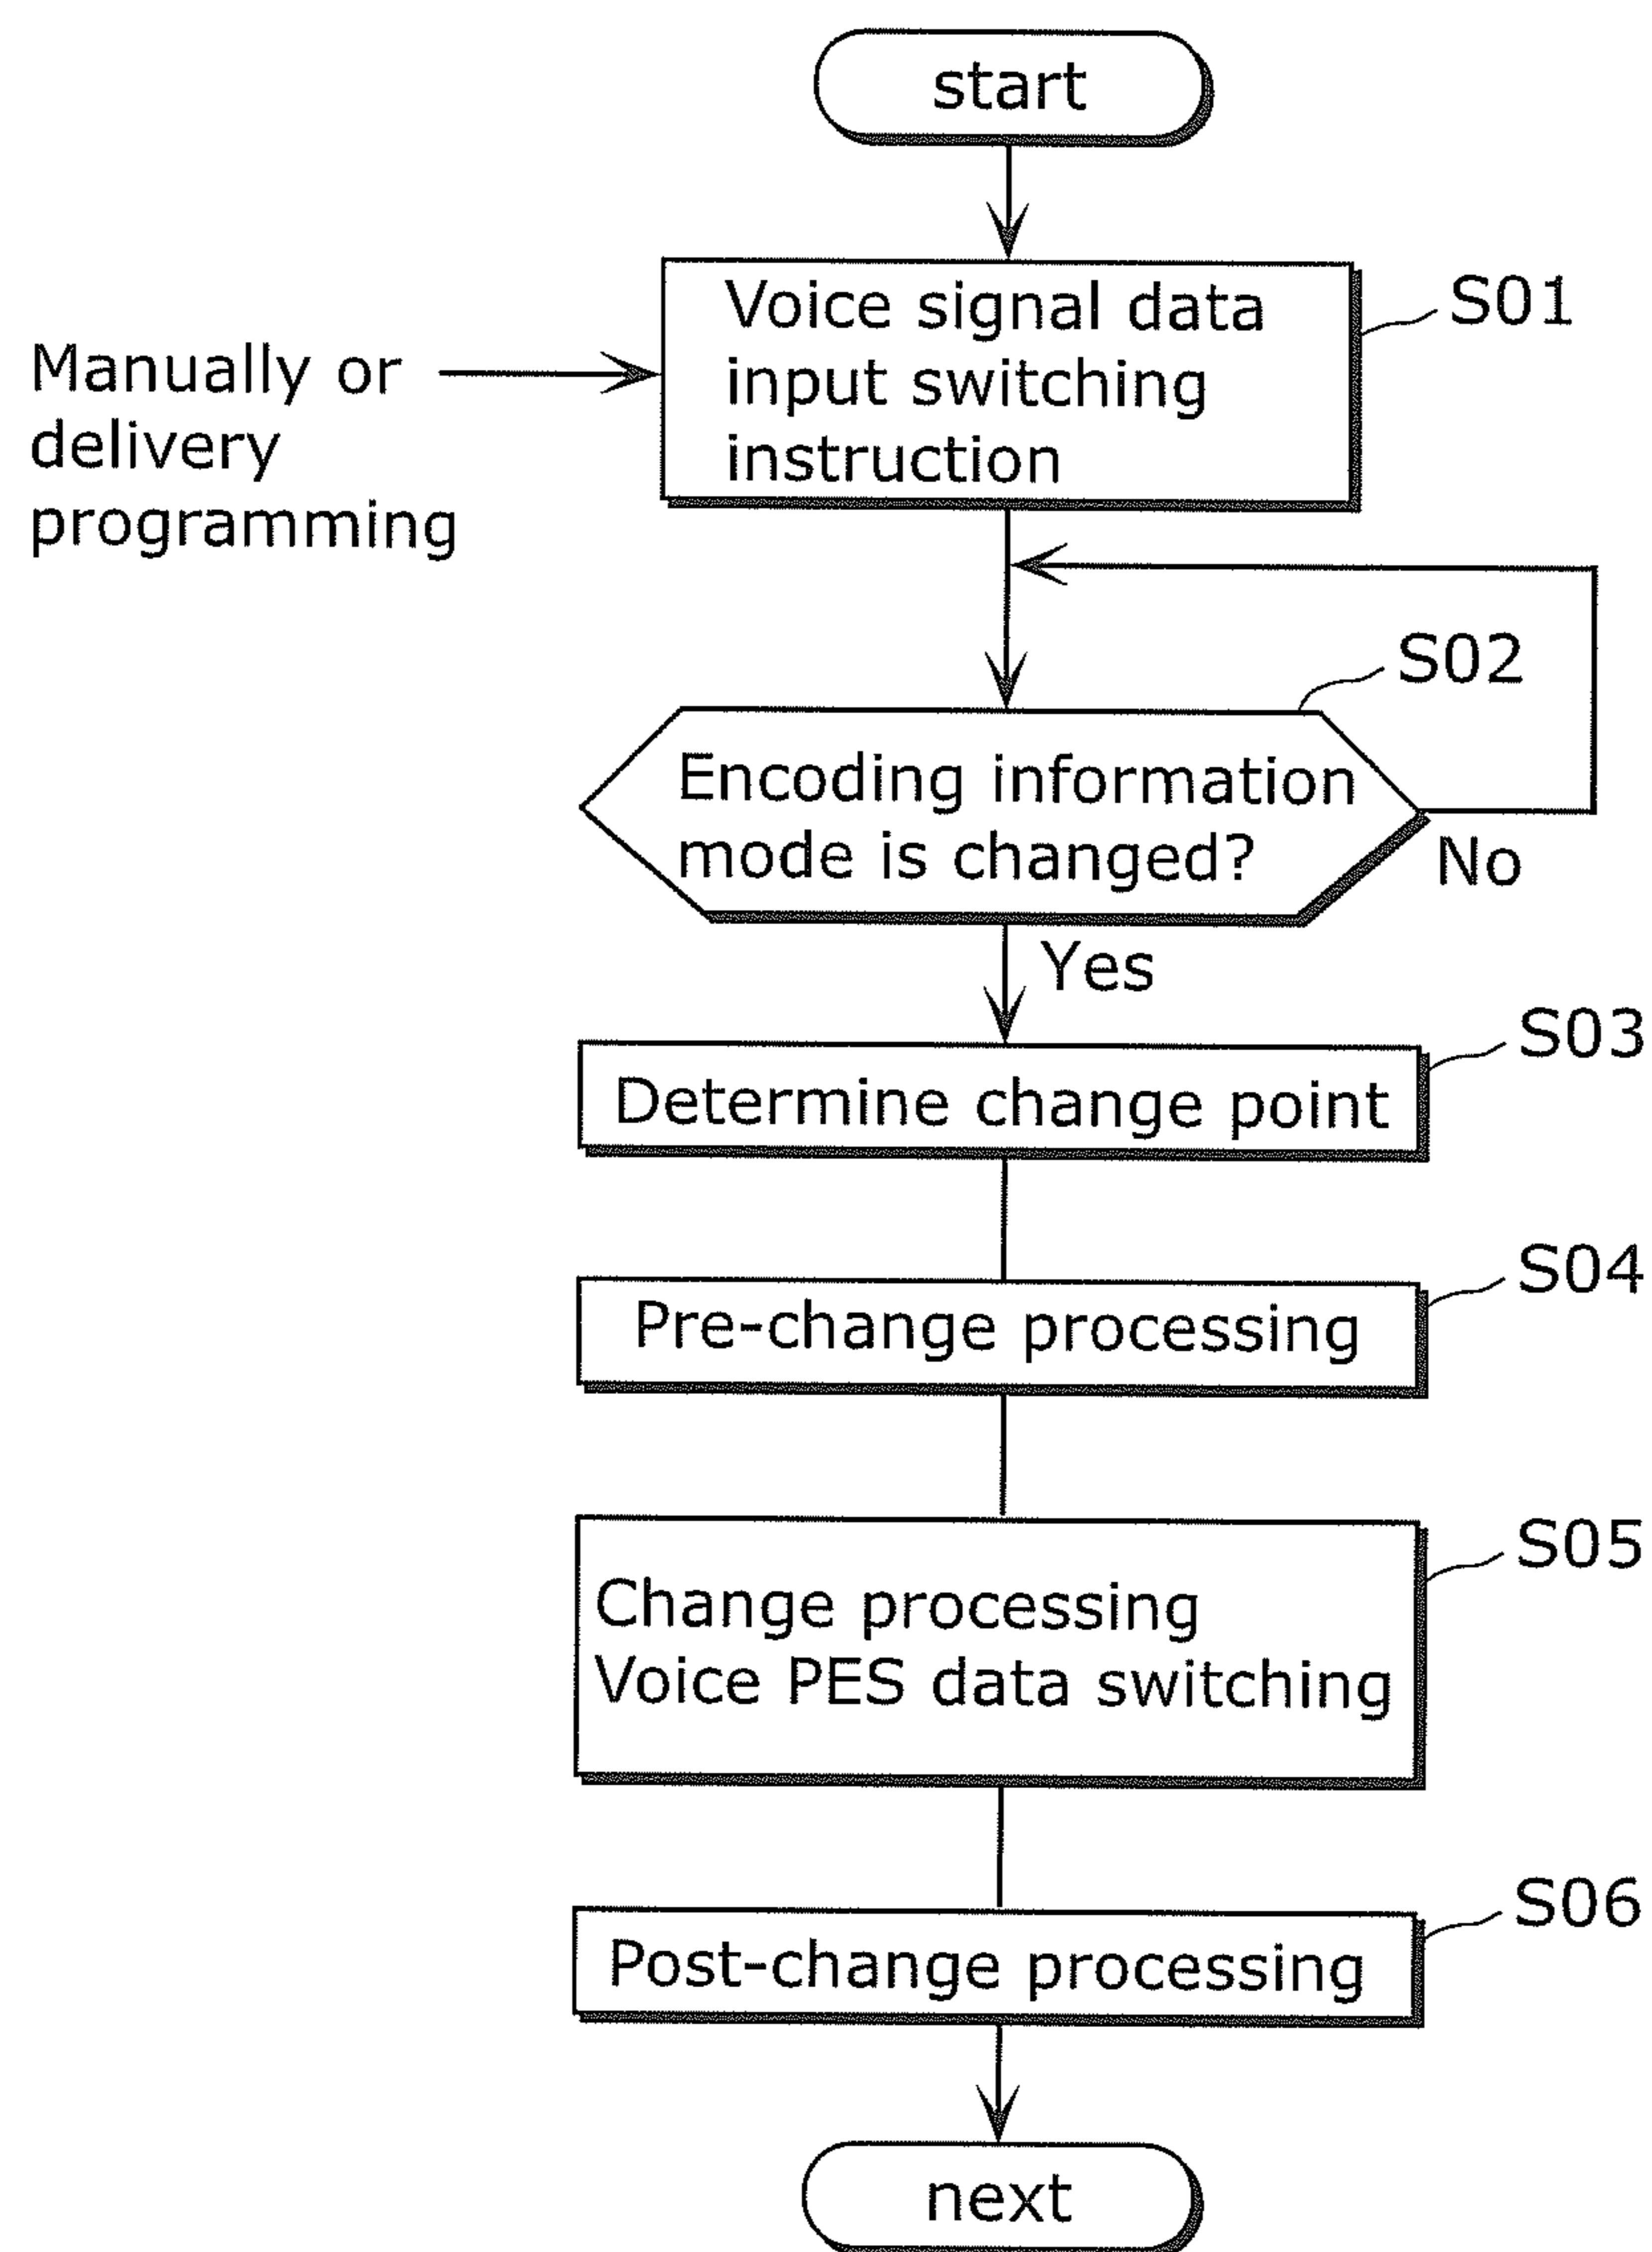 start
Voice signal data
input switching
instruction
S01
Manually or
delivery
programming
S02
Encoding information
mode is changed?
No
Yes
S03
Determine change point
S04
Pre-change processing
S05
Change processing
Voice PES data switching
S06
Post-change processing
next